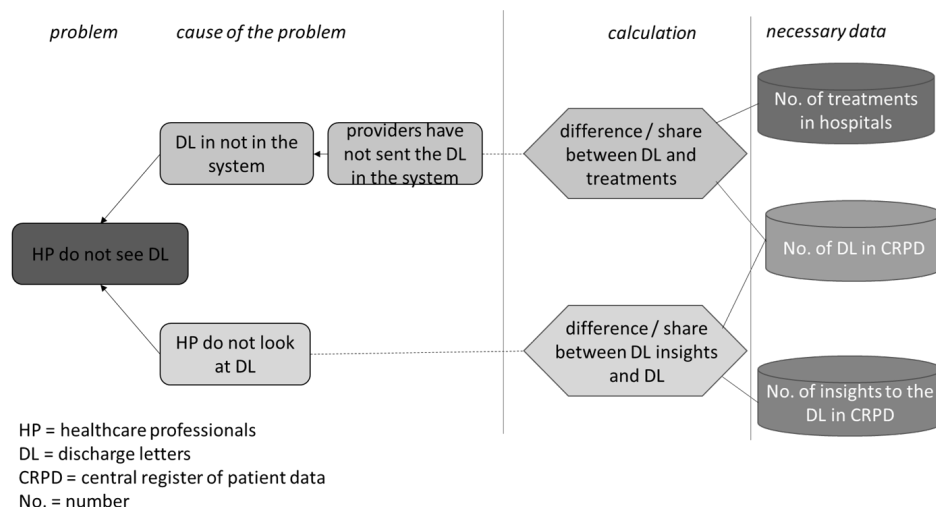 problem
cause of the problem
calculation
necessary data
DL in not in the
system
providers have
not sent the DL
in the system
difference / share
between DL and
treatments
No. of treatments
in hospitals
HP do not see DL
No. of DL in CRPD
HP do not look
at DL
difference / share
between DL insights
and DL
No. of insights to the
DL in CRPD
HP = healthcare professionals
DL = discharge letters
CRPD = central register of patient data
No. = number